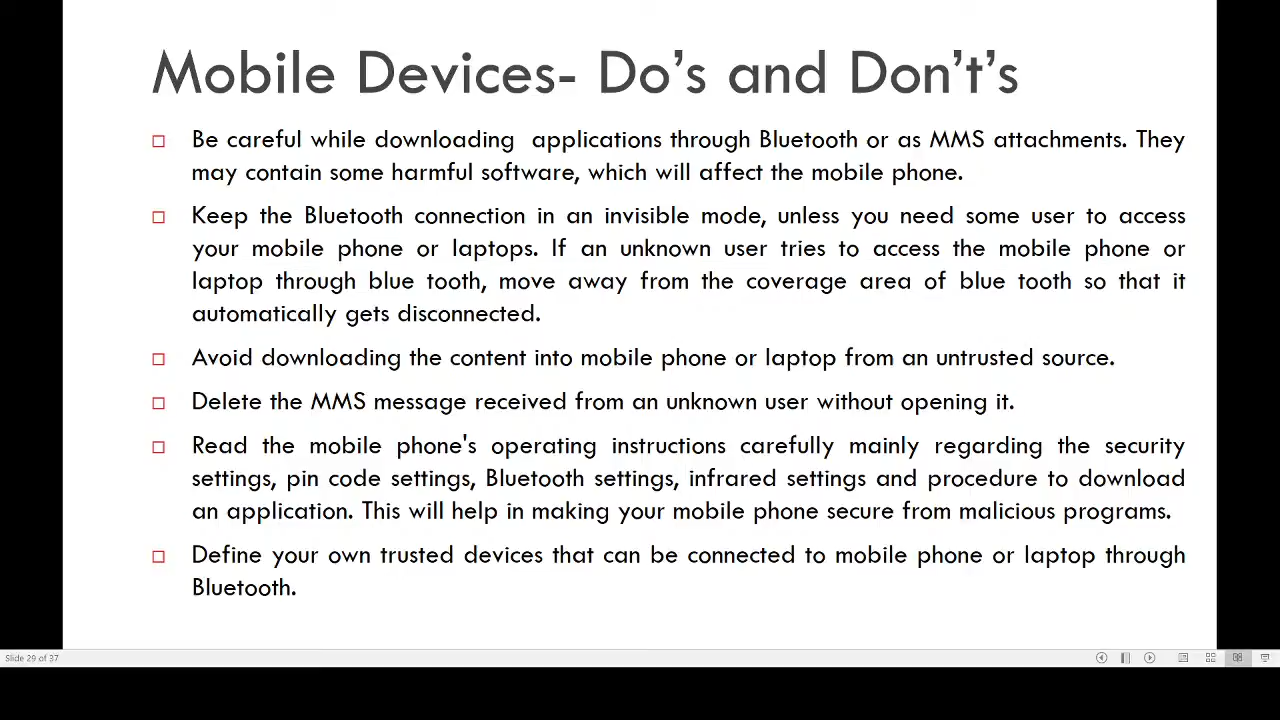 Mobile Devices- Do’s and Don’t’s
Be careful while downloading applications through Bluetooth or as MMS attachments. They
may contain some harmful software, which will affect the mobile phone.
Keep the Bluetooth connection in an invisible mode, unless you need some user to access
your mobile phone or laptops. If an unknown user tries to access the mobile phone or
laptop through blue tooth, move away from the coverage area of blue tooth so that it
automatically gets disconnected.
Avoid downloading the content into mobile phone or laptop from an untrusted source.
Delete the MMS message received from an unknown user without opening it.
Read the mobile phone's operating instructions carefully mainly regarding the security
settings, pin code settings, Bluetooth settings, infrared settings and procedure to download
an application. This will help in making your mobile phone secure from malicious programs.
Define your own trusted devices that can be connected to mobile phone or laptop through
Bluetooth.
Slide 29 of 37